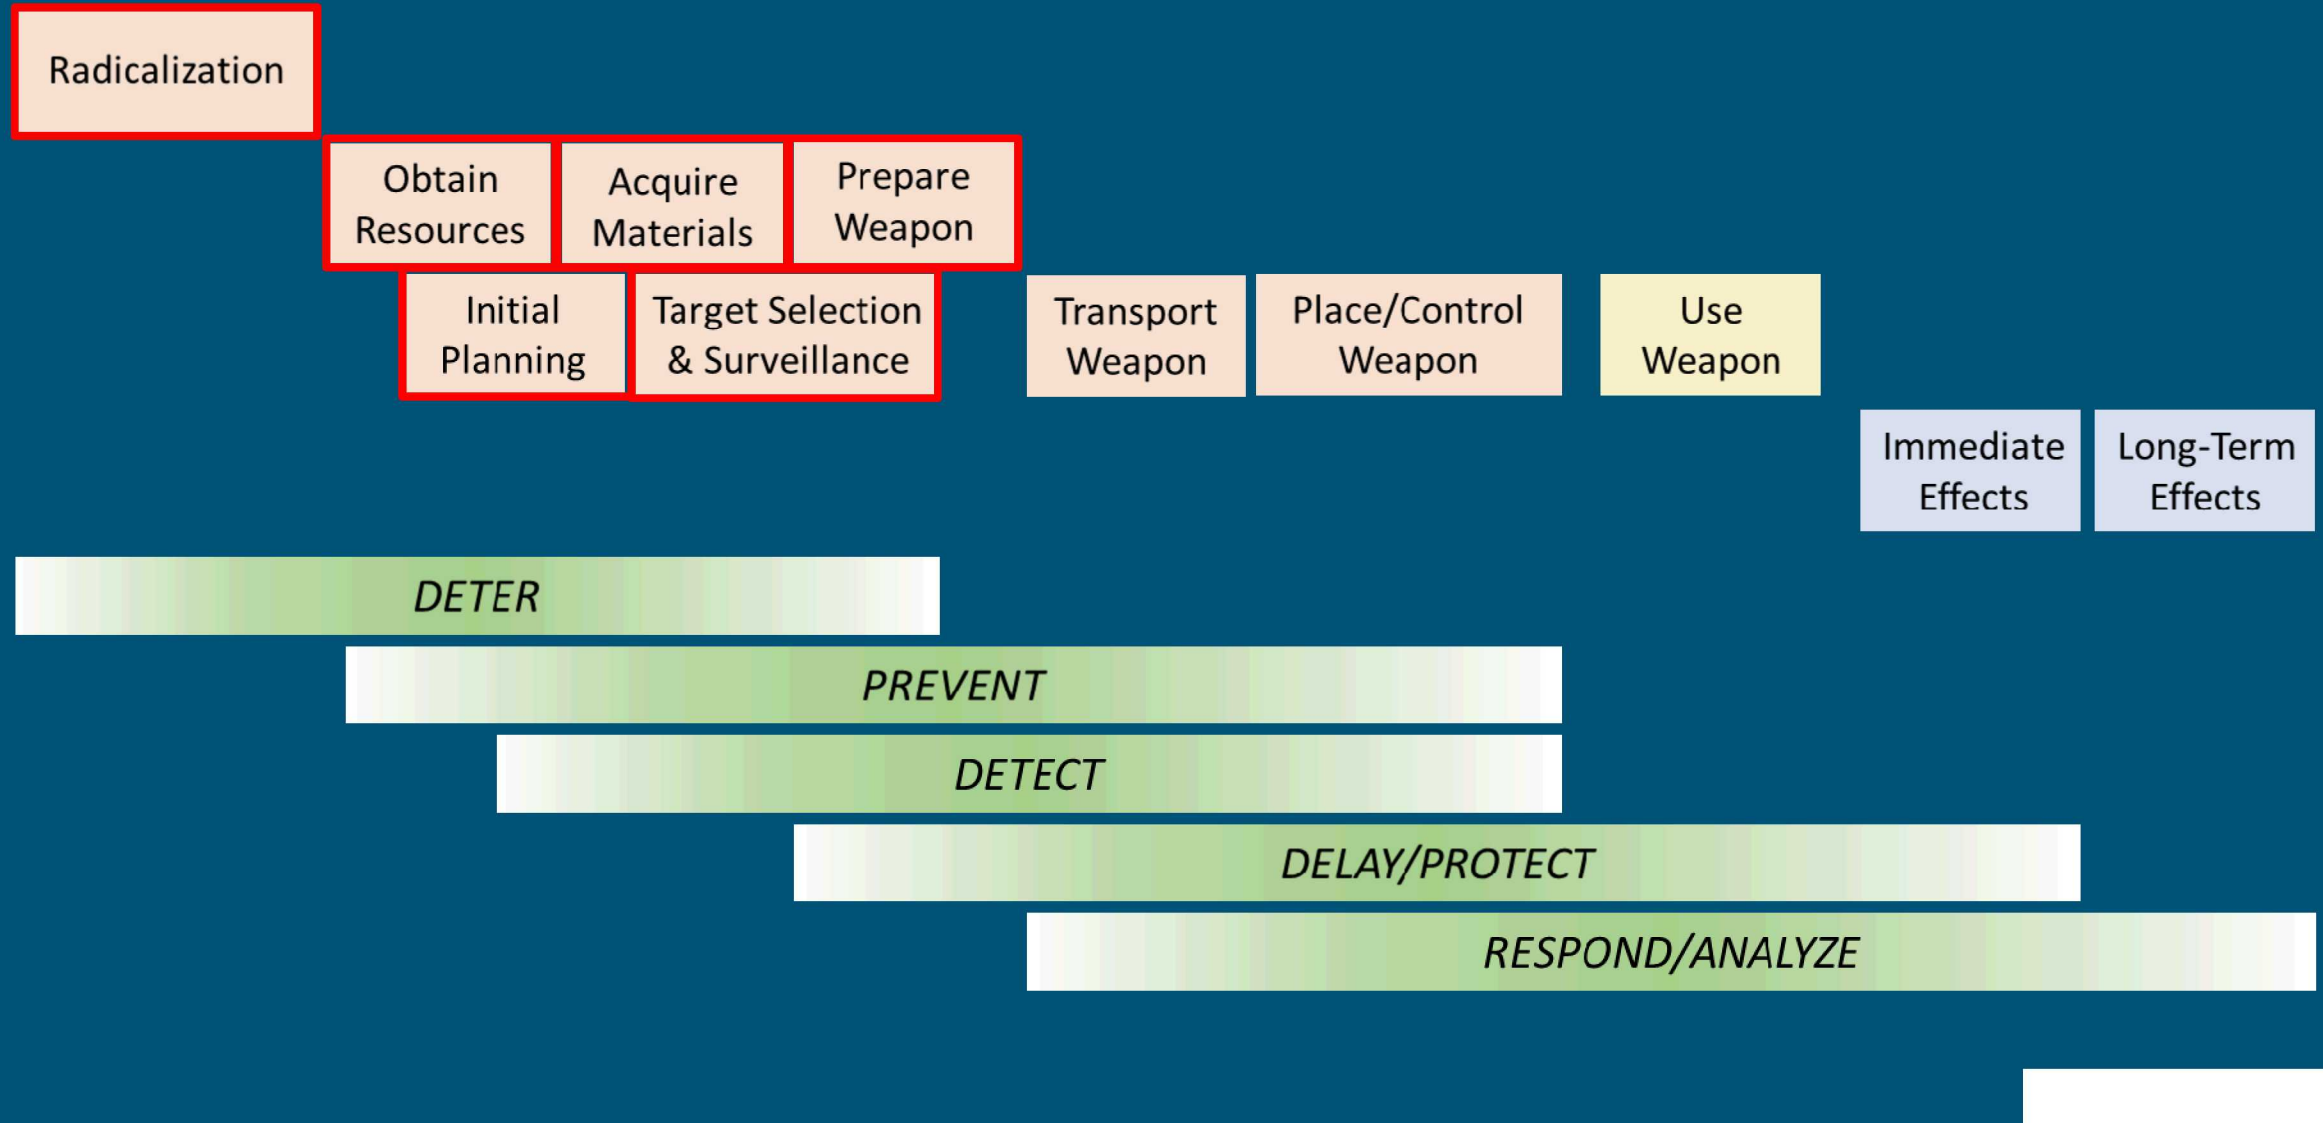 Radicalization
Obtain
Resources
Acquire
Materials
Prepare
Weapon
Initial
Planning
Target Selection
& Surveillance
Transport
Weapon
Place/Control
Weapon
Use
Weapon
Immediate
Effects
Long-Term
Effects
DETER
PREVENT
DETECT
DELAY/PROTECT
RESPOND/ANALYZE